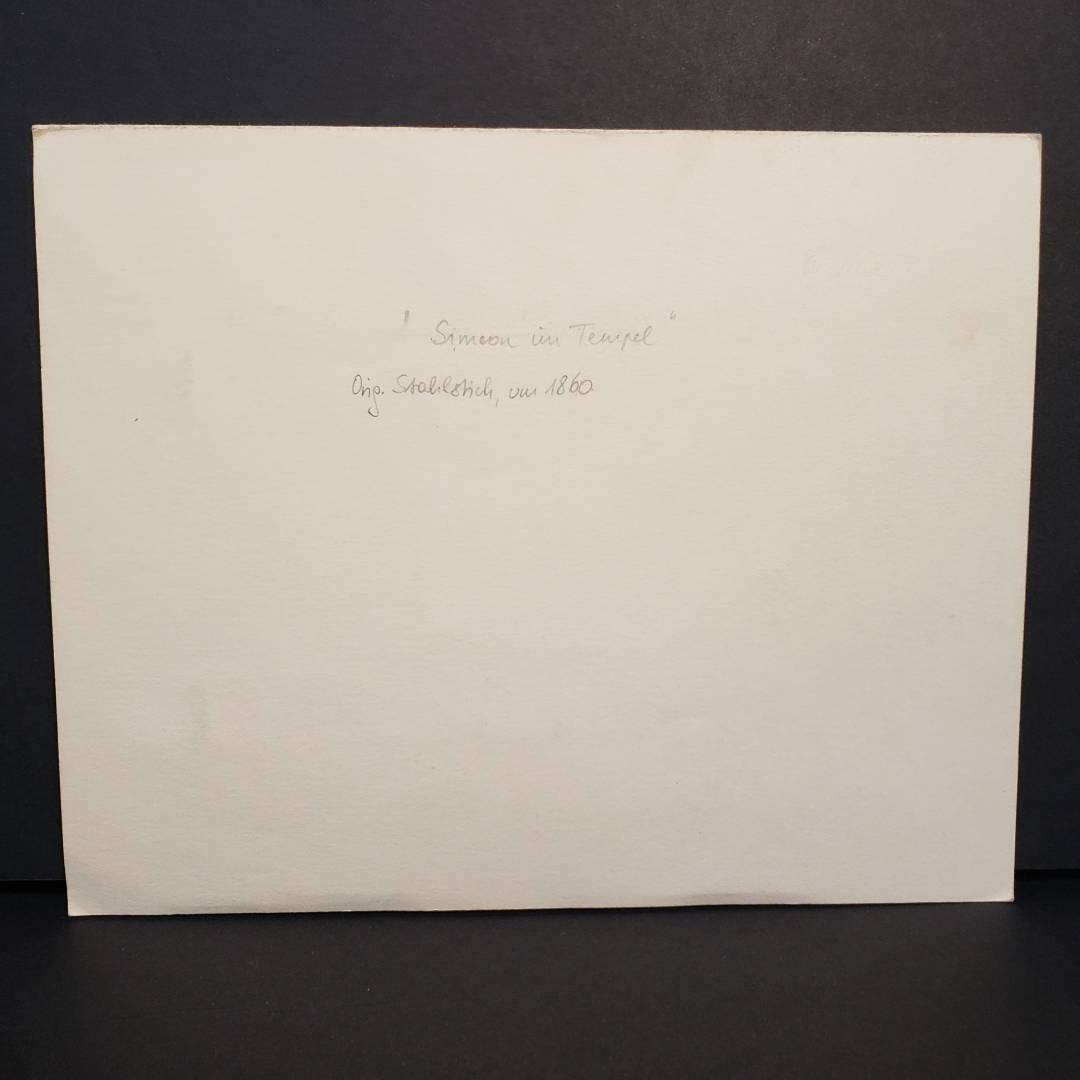 "Simeon im Tempel"
Orig. Stahlstich, um 1860